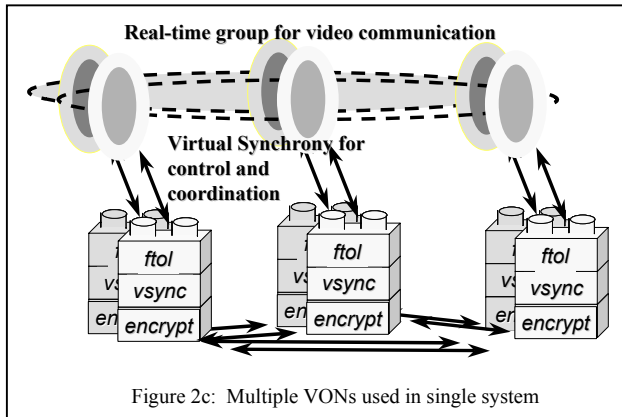 Real-time group for video communication
Virtual Synchrony for
control and
coordination
ftol
vsync
encrypt
ftol
vsync
encrypt
ftol
vsync
encrypt
Figure 2c: Multiple VONs used in single system